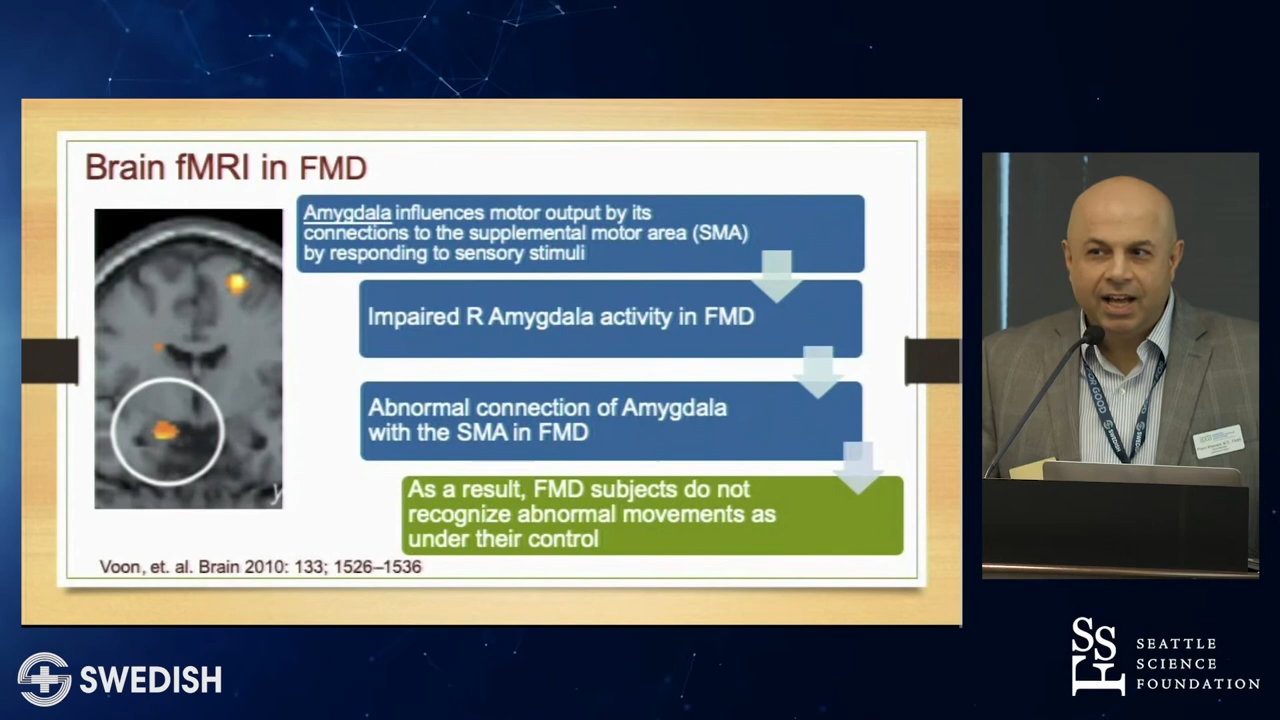 Brain fMRI in FMD
Amygdala influences motor output by its
connections to the supplemental motor area (SMA)
by responding to sensory stimuli
Impaired R Amygdala activity in FMD
Abnormal connection of Amygdala
with the SMA in FMD
As a result, FMD subjects do not
recognize abnormal movements as
under their control
y
Voon, et. al. Brain 2010: 133; 1526–1536
OR GOOD
SWEDISH
SSF
SEATTLE
SCIENCE
FOUNDATION